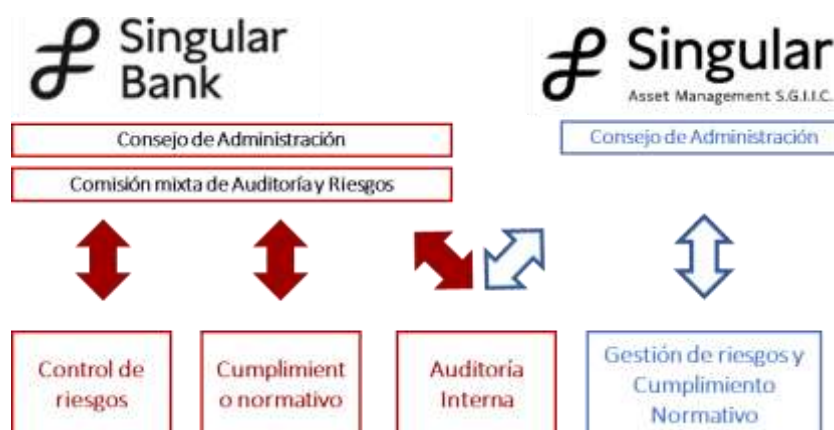 Singular
Bank
Singular
Asset Management S.G.I.I.C.
Consejo de Administración
Consejo de Administración
Comisión mixta de Auditoría y Riesgos
Control de
riesgos
Cumplimient
o normativo
Auditoría
Interna
Gestión de riesgos y
Cumplimiento
Normativo